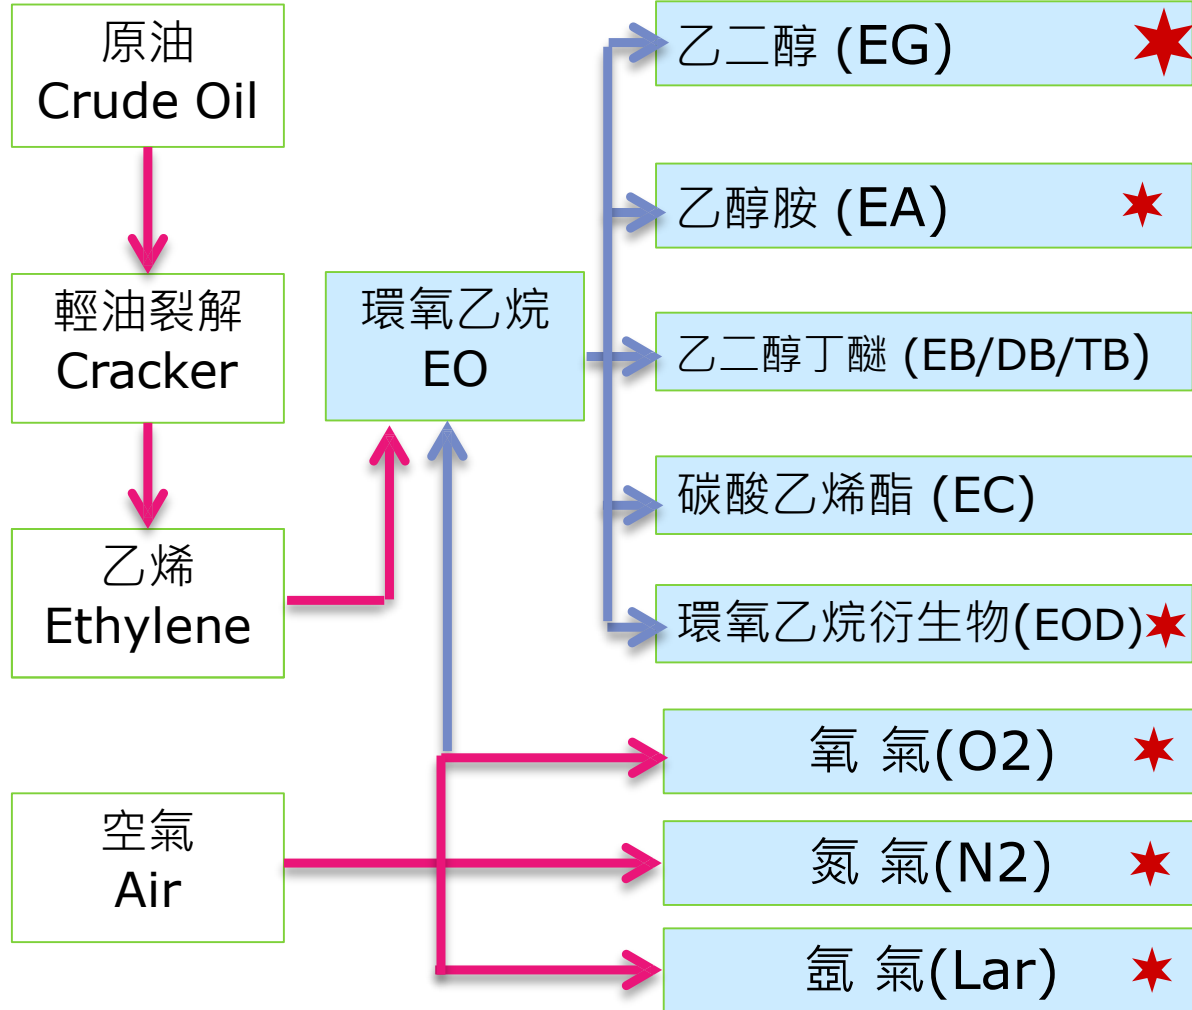 原油
Crude Oil
輕油裂解
Cracker
乙烯
Ethylene
空氣
Air
環氧乙烷
EO
乙二醇 (EG)
乙醇胺 (EA)
乙二醇丁醚 (EB/DB/TB)
碳酸乙烯酯 (EC)
環氧乙烷衍生物(EOD)
氧 氣(O2)
氮 氣(N2)
氬 氣(Lar)